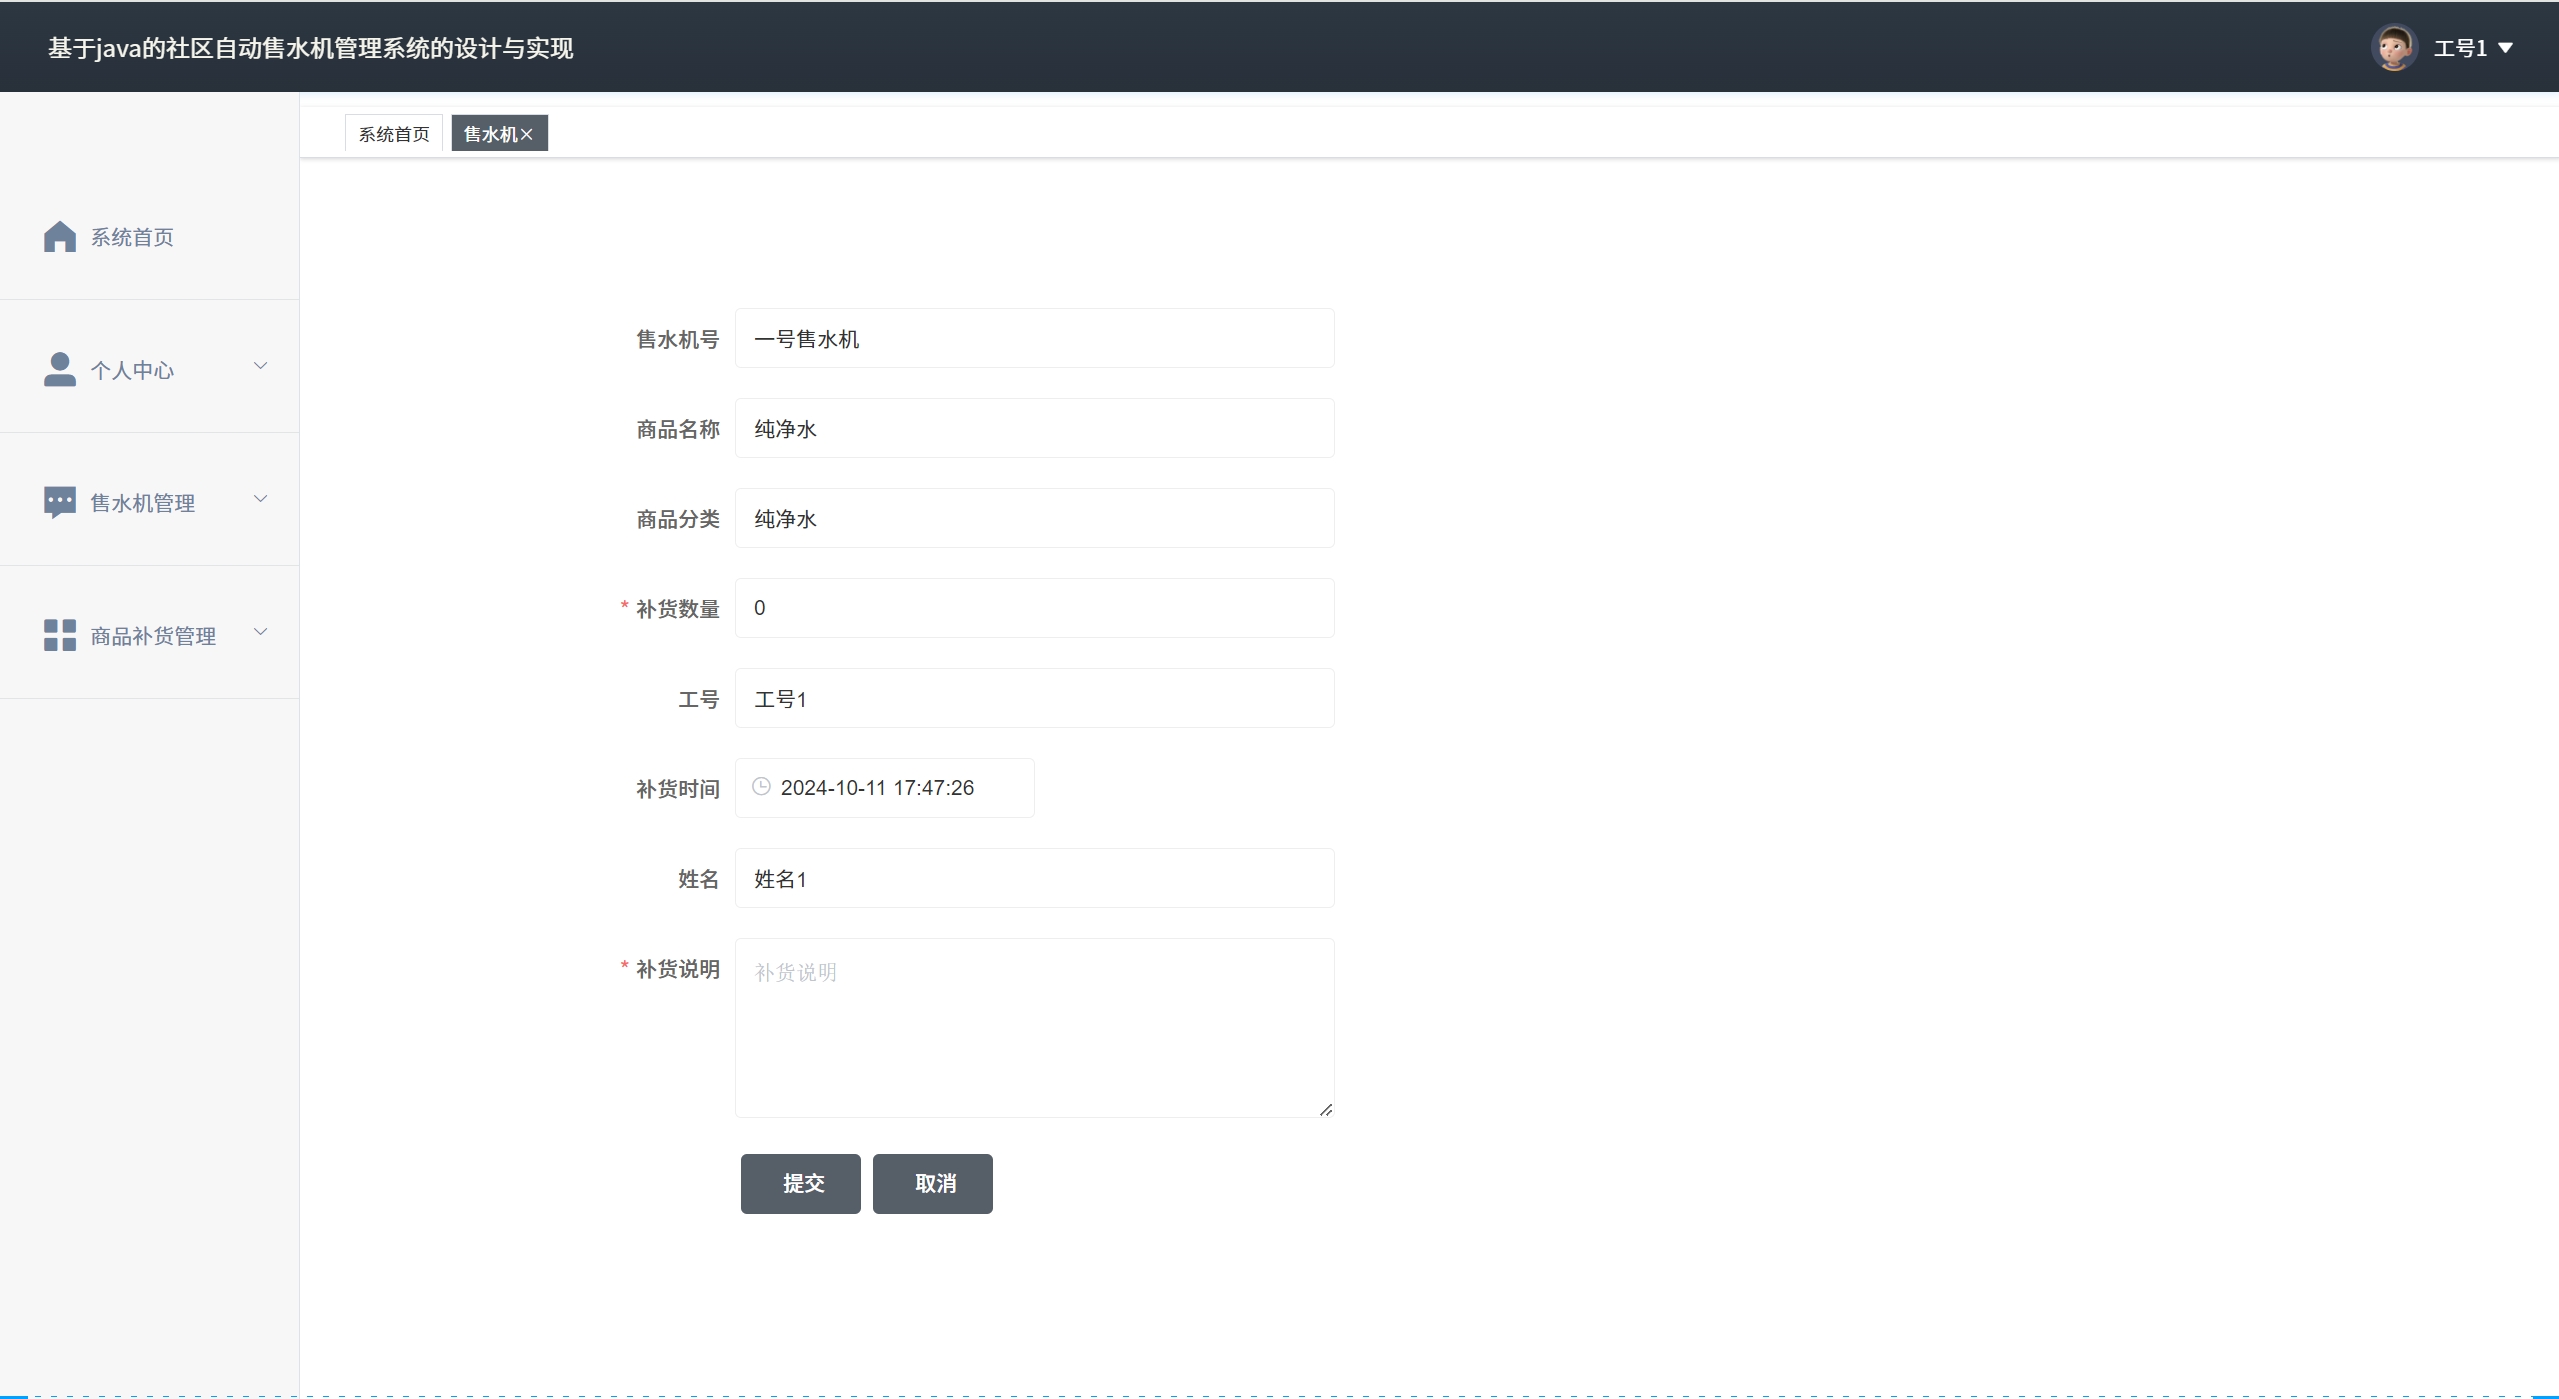 基于java的社区自动售水机管理系统的设计与实现
工号1
系统首页
售水机
系统首页
个人中心
售水机管理
商品补货管理
售水机号 一号售水机
商品名称 纯净水
商品分类 纯净水
* 补货数量 0
工号 工号1
补货时间 2024-10-11 17:47:26
姓名 姓名1
* 补货说明 补货说明
提交 取消